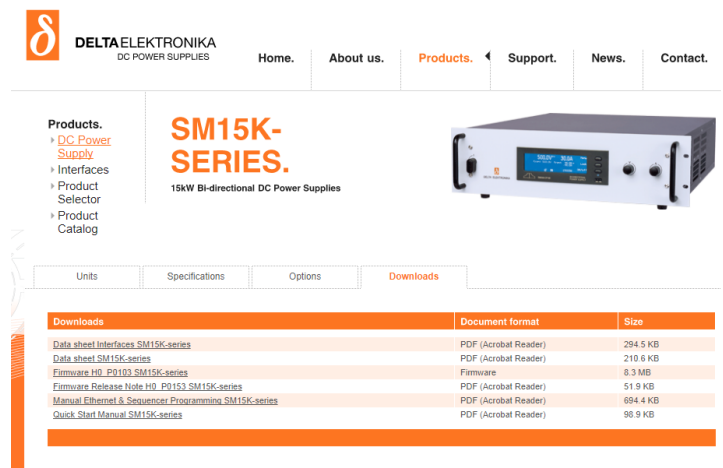 δ
DELTAELEKTRONIKA
DC POWER SUPPLIES
Home.
About us.
Products.
Support.
News.
Contact.
Products.
DC Power
Supply
Interfaces
Product
Selector
Product
Catalog
SM15K-
SERIES.
15kW Bi-directional DC Power Supplies
Units
Specifications
Options
Downloads
Downloads Document format Size
Data sheet Interfaces SM15K-series PDF (Acrobat Reader) 294.5 KB
Data sheet SM15K-series PDF (Acrobat Reader) 210.6 KB
Firmware H0_P0103 SM15K-series Firmware 8.3 MB
Firmware Release Note H0_P0153 SM15K-series PDF (Acrobat Reader) 51.9 KB
Manual Ethernet & Sequencer Programming SM15K-series PDF (Acrobat Reader) 694.4 KB
Quick Start Manual SM15K-series PDF (Acrobat Reader) 98.9 KB